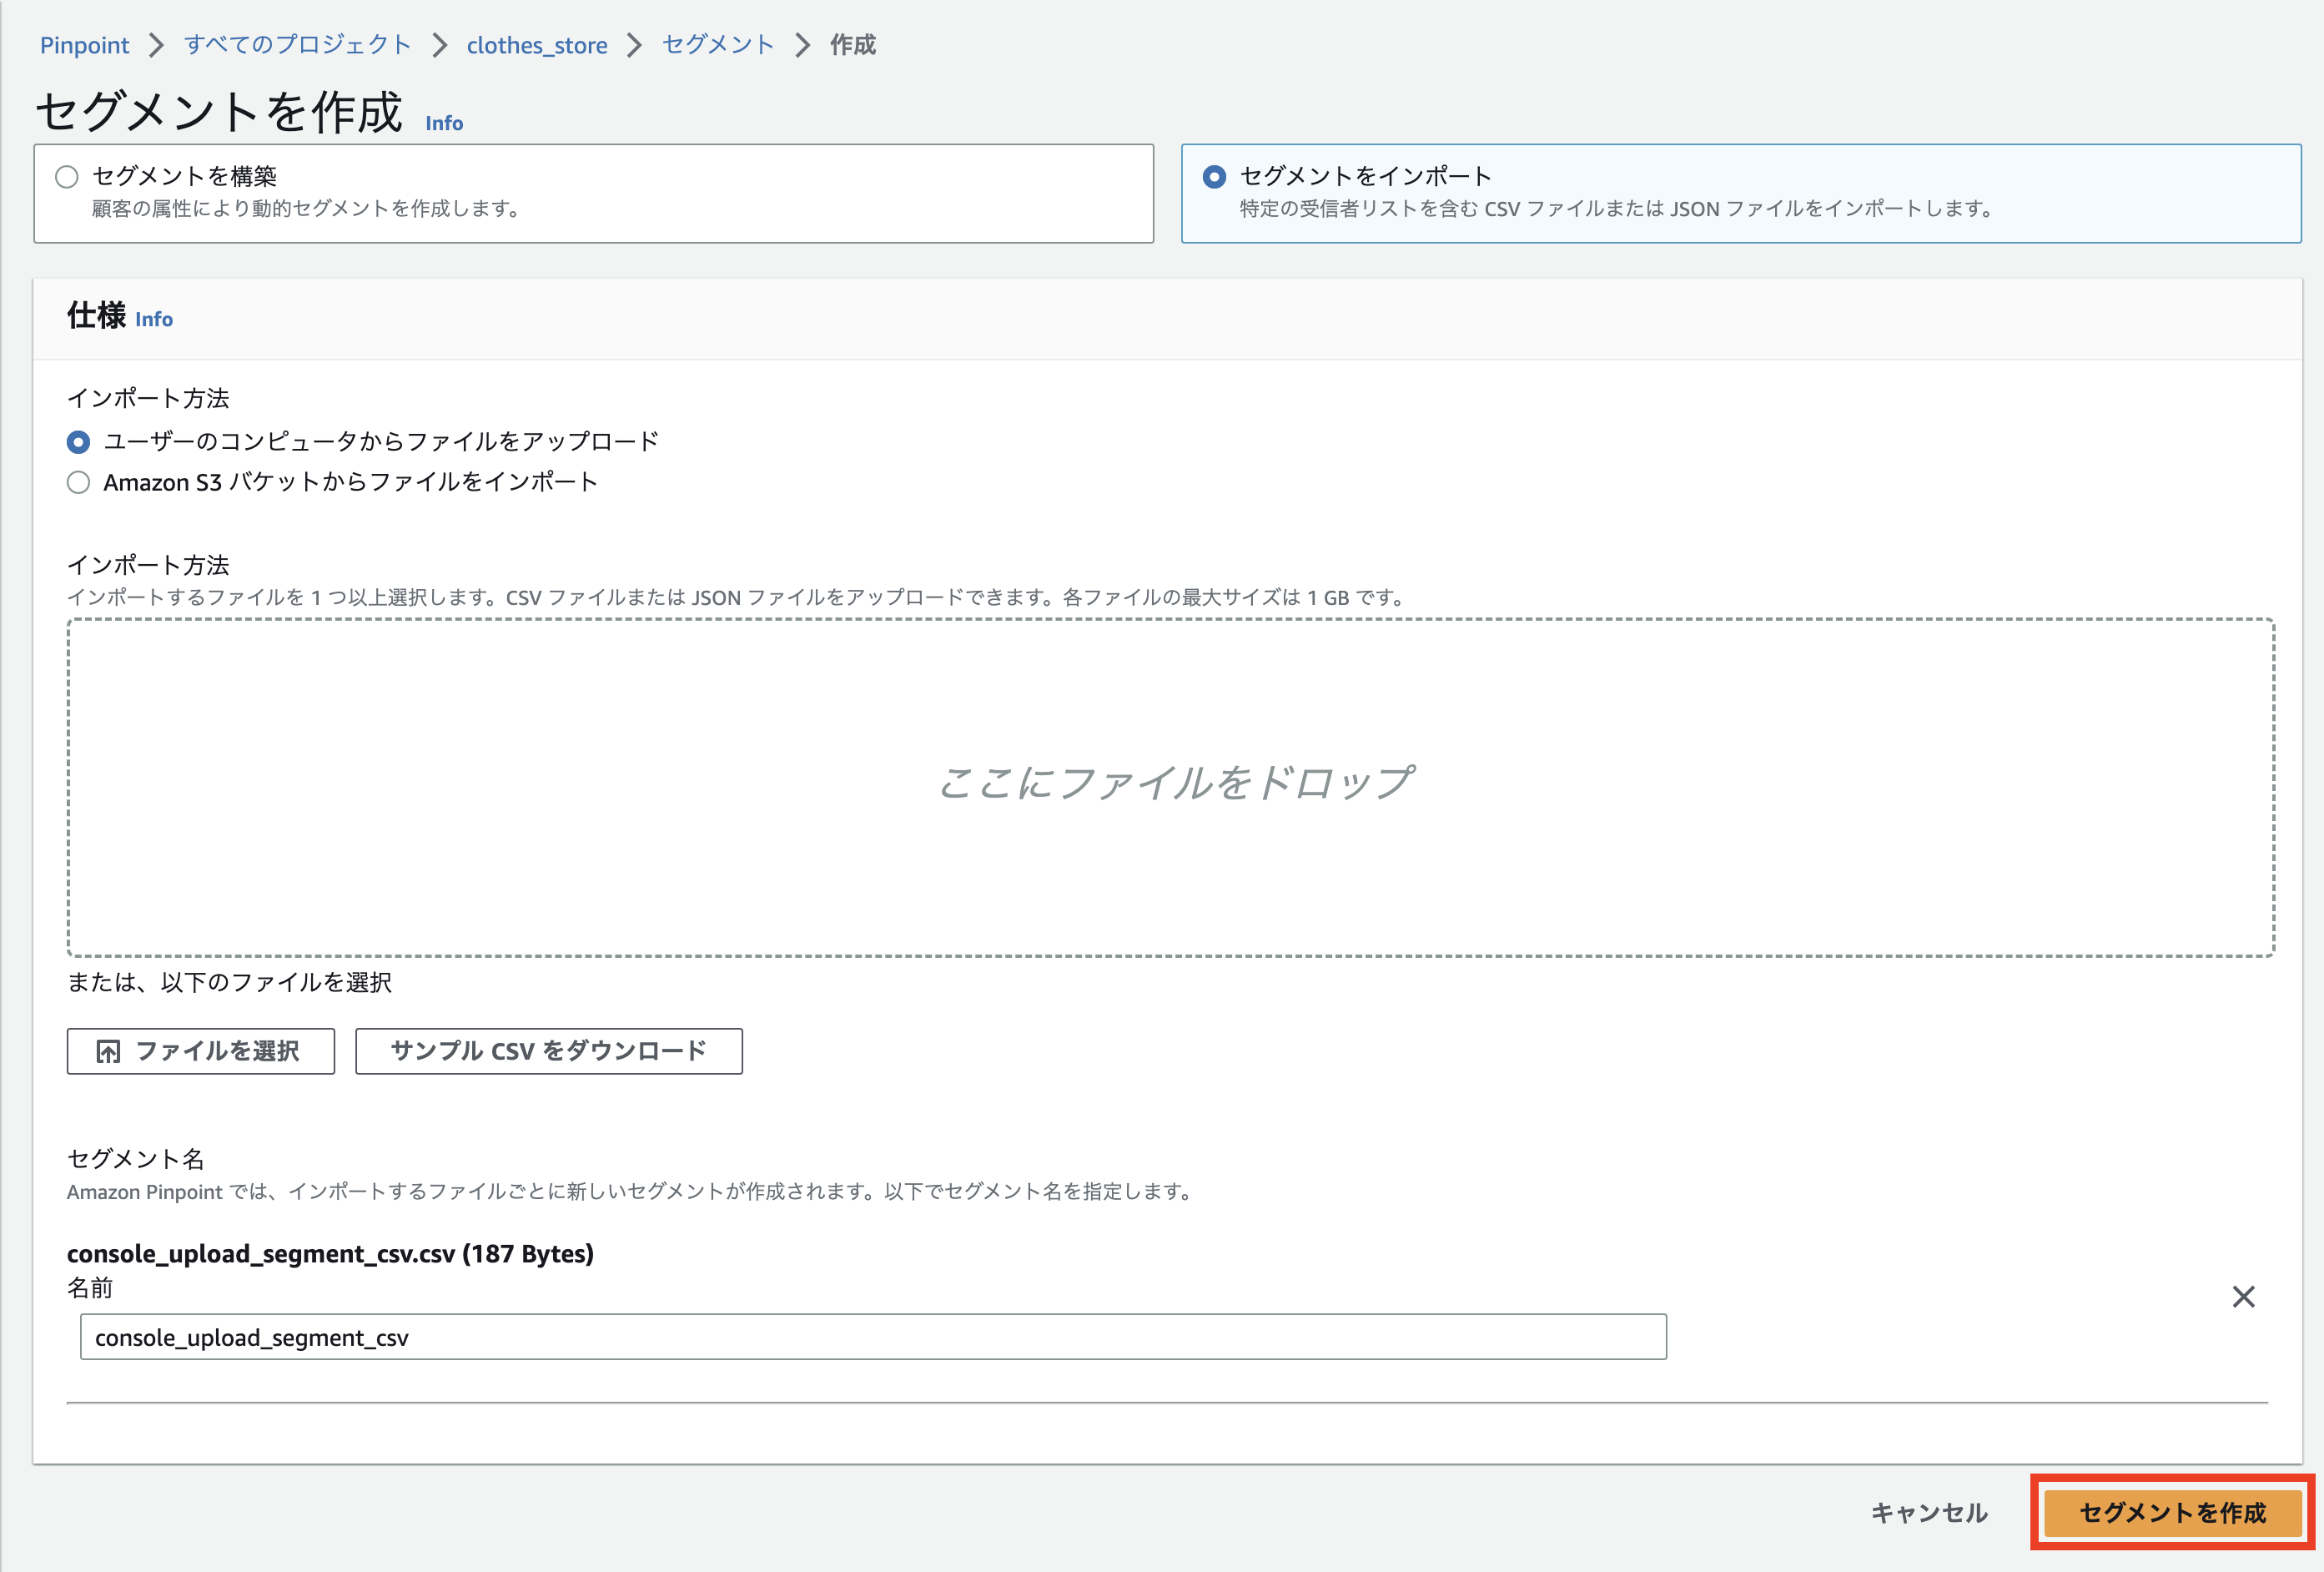 Pinpoint > すべてのプロジェクト > clothes_store > セグメント > 作成
セグメントを作成 Info
セグメントを構築
顧客の属性により動的セグメントを作成します。
セグメントをインポート
特定の受信者リストを含む CSV ファイルまたは JSON ファイルをインポートします。
仕様 Info
インポート方法
ユーザーのコンピュータからファイルをアップロード
Amazon S3 バケットからファイルをインポート
インポート方法
インポートするファイルを 1 つ以上選択します。CSV ファイルまたは JSON ファイルをアップロードできます。各ファイルの最大サイズは 1 GB です。
ここにファイルをドロップ
または、以下のファイルを選択
ファイルを選択
サンプル CSV をダウンロード
セグメント名
Amazon Pinpoint では、インポートするファイルごとに新しいセグメントが作成されます。以下でセグメント名を指定します。
console_upload_segment_csv.csv (187 Bytes)
名前
console_upload_segment_csv
キャンセル
セグメントを作成